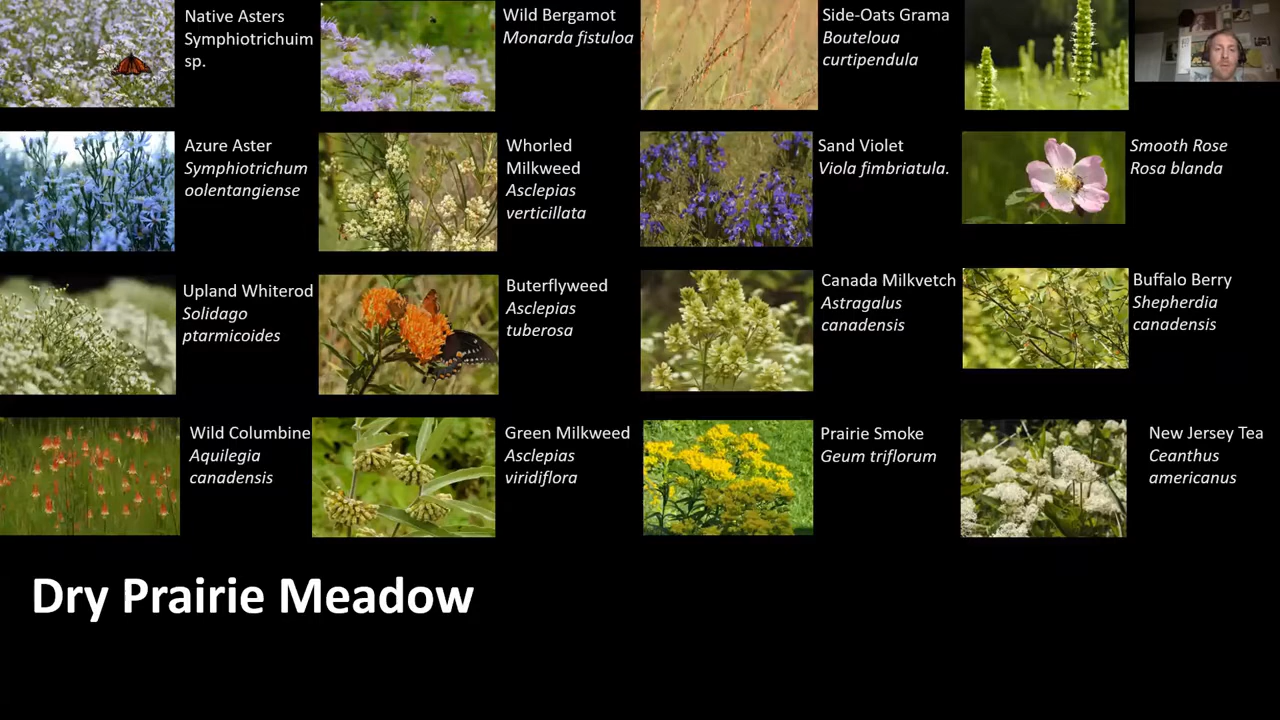 Native Asters
Symphiotrichuim
sp.
Wild Bergamot
Monarda fistuloa
Side-Oats Grama
Bouteloua
curtipendula
Azure Aster
Symphiotrichum
oolentangiense
Whorled
Milkweed
Asclepias
verticillata
Sand Violet
Viola fimbriatula.
Smooth Rose
Rosa blanda
Upland Whiterod
Solidago
ptarmicoides
Buterflyweed
Asclepias
tuberosa
Canada Milkvetch
Astragalus
canadensis
Buffalo Berry
Shepherdia
canadensis
Wild Columbine
Aquilegia
canadensis
Green Milkweed
Asclepias
viridiflora
Prairie Smoke
Geum triflorum
New Jersey Tea
Ceanthus
americanus
Dry Prairie Meadow